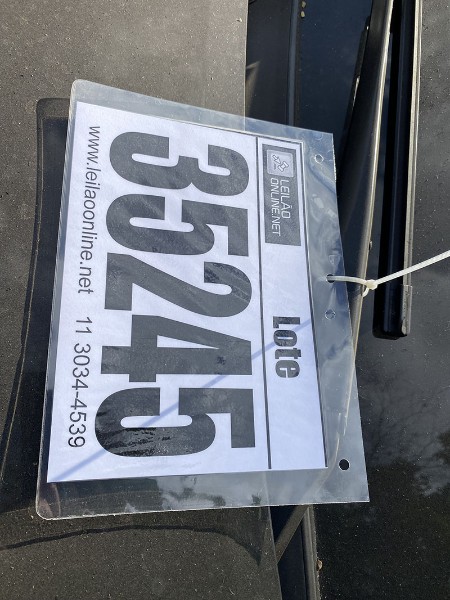 LEILÃO
ONLINE.NET
Lote
35245
www.leilaoonline.net 11 3034-4539